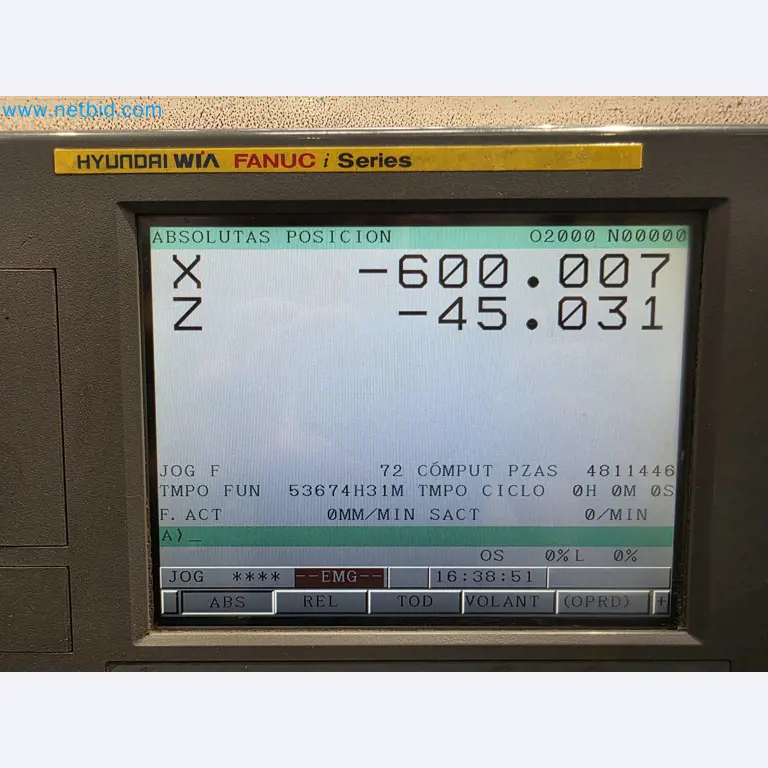 www.netbid.com
HYUNDAI WIA FANUC i Series
ABSOLUTAS POSICION O2000 N00000
X -600.007
Z -45.031
JOG F 72 CÓMPUT PZAS 4811446
TMPO FUN 53674H31M TMPO CICLO 0H 0M 0S
F. ACT 0MM/MIN SACT 0/MIN
A)_
OS 0% L 0%
JOG **** --EMG-- 16:38:51
ABS REL TOD VOLANT (OPRD) +